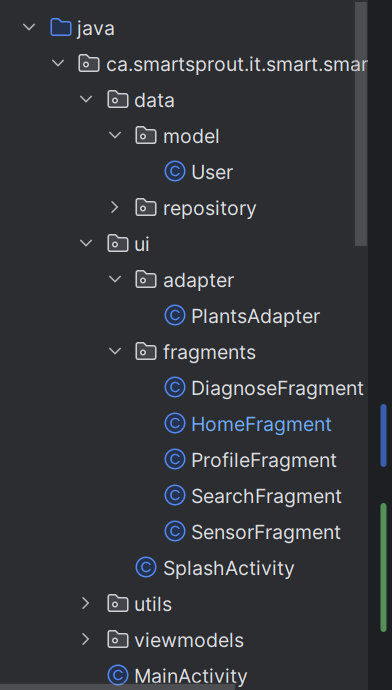 java
ca.smartsprout.it.smart.smar
data
model
User
repository
ui
adapter
PlantsAdapter
fragments
DiagnoseFragment
HomeFragment
ProfileFragment
SearchFragment
SensorFragment
SplashActivity
utils
viewmodels
MainActivity